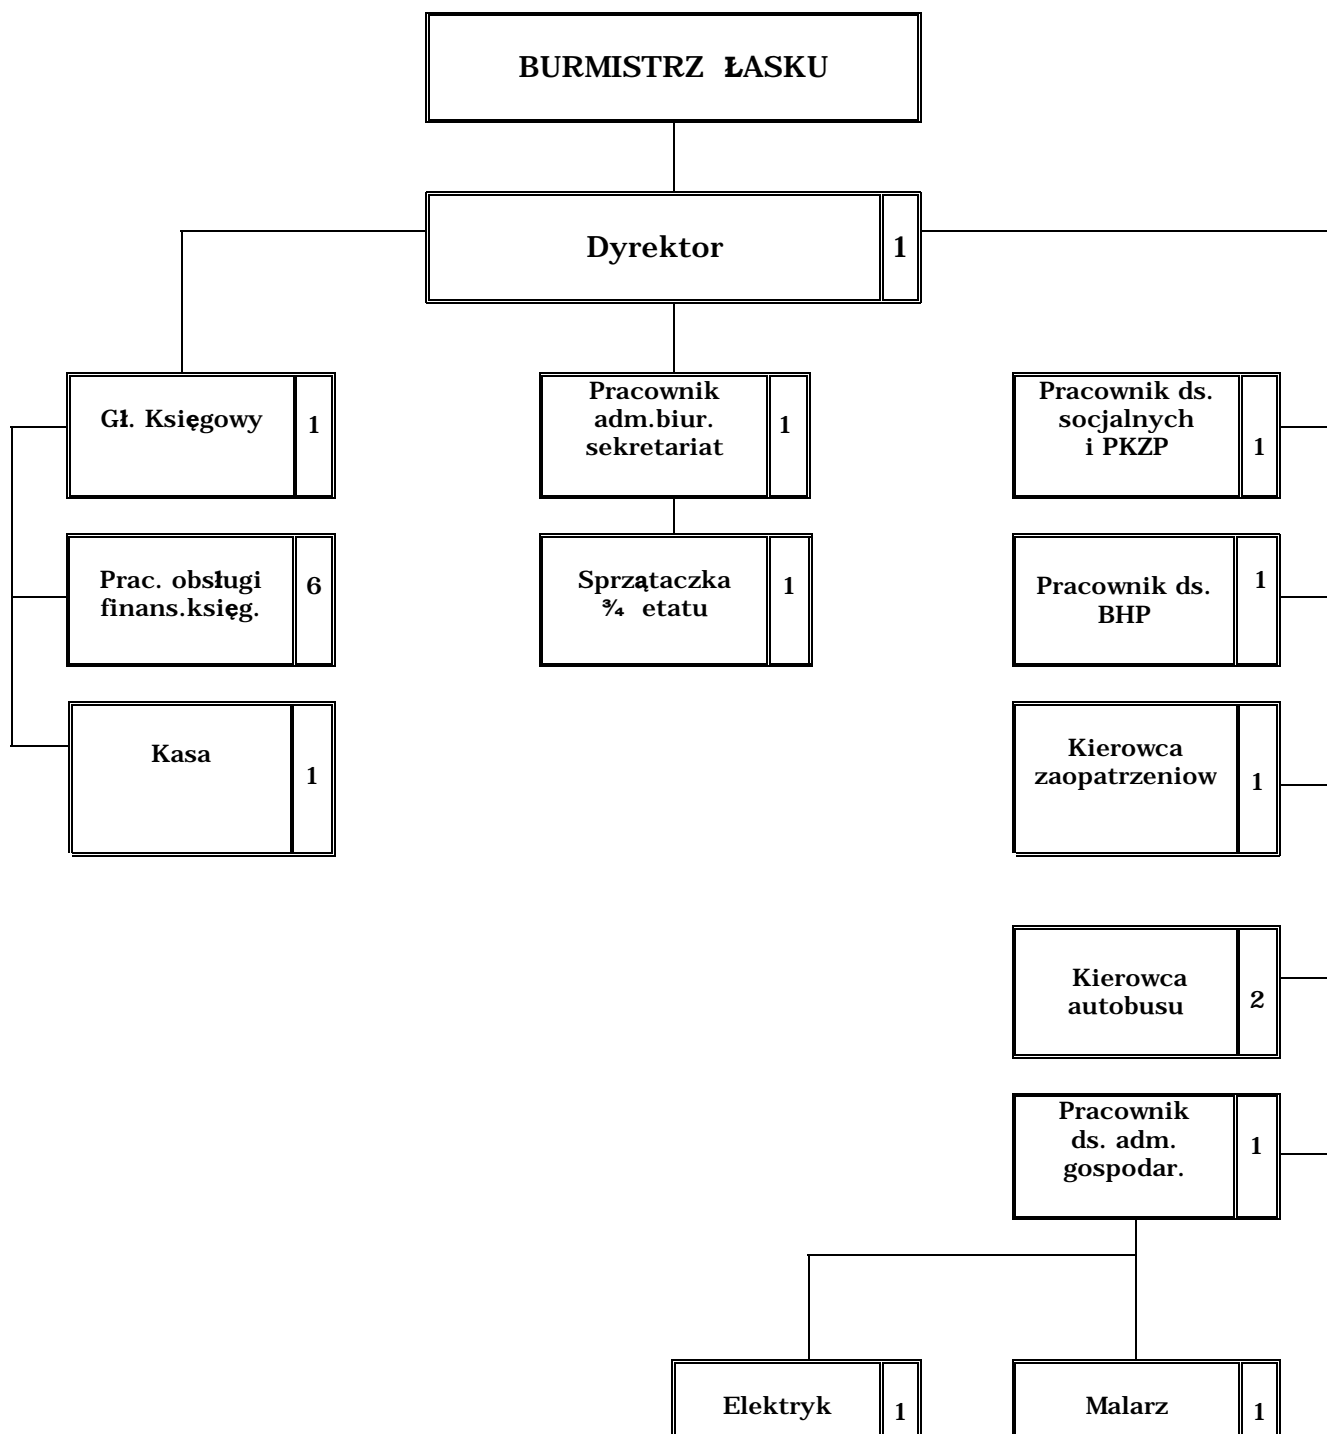 BURMISTRZ ŁASKU
Dyrektor
1
Gł. Księgowy
1
Pracownik
adm.biur.
sekretariat
1
Pracownik ds.
socjalnych
i PKZP
1
Prac. obsługi
finans.księg.
6
Sprzątaczka
¾ etatu
1
Pracownik ds.
BHP
1
Kasa
1
Kierowca
zaopatrzeniow
1
Kierowca
autobusu
2
Pracownik
ds. adm.
gospodar.
1
Elektryk
1
Malarz
1